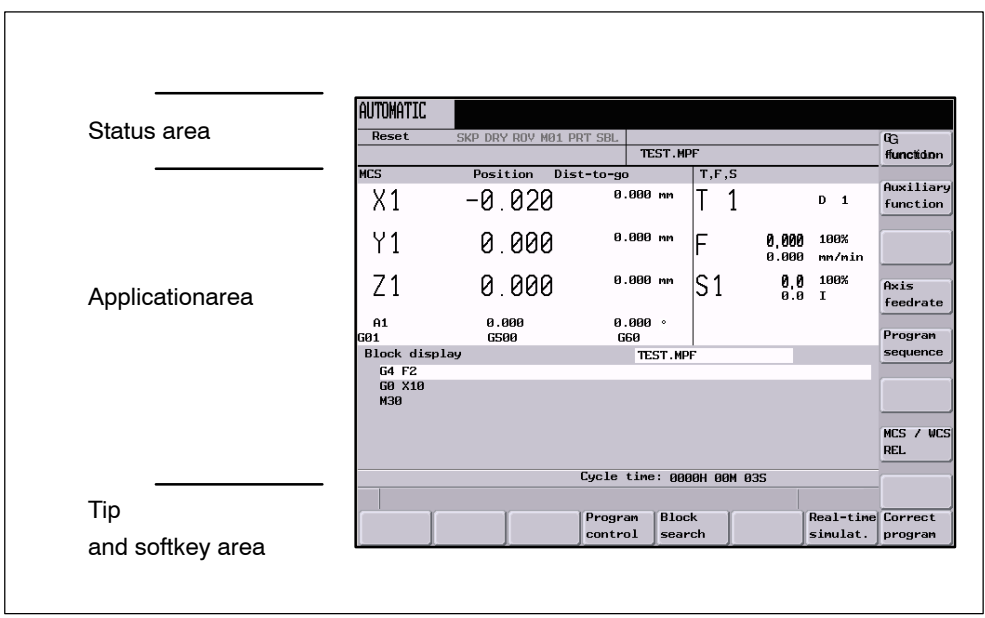 Status area
Applicationarea
Tip
and softkey area
AUTOMATIC
Reset SKP DRY ROV M01 PRT SBL
TEST.MPF
MCS Position Dist-to-go T,F,S
X1 -0.020 0.000 mm T 1 D 1
Y1 0.000 0.000 mm F 0.000 100%
0.000 mm/min
Z1 0.000 0.000 mm S1 0.0 100%
0.0 I
A1 0.000 0.000 °
G01 G500 G60
Block display TEST.MPF
G4 F2
G0 X10
M30
Cycle time: 0000H 00M 03S
G
function
Auxiliary
function
Axis
feedrate
Program
sequence
MCS / WCS
REL
Program
control
Block
search
Real-time
simulat.
Correct
program